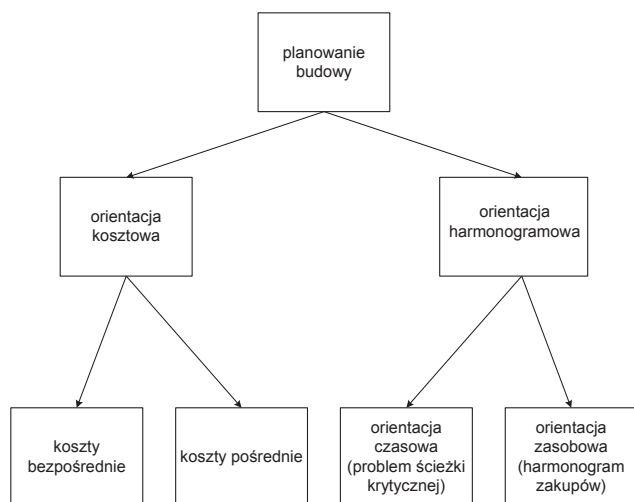 planowanie
budowy
orientacja
kosztowa
orientacja
harmonogramowa
koszty
bezpośrednie
koszty pośrednie
orientacja
czasowa
(problem ścieżki
krytycznej)
orientacja
zasobowa
(harmonogram
zakupów)